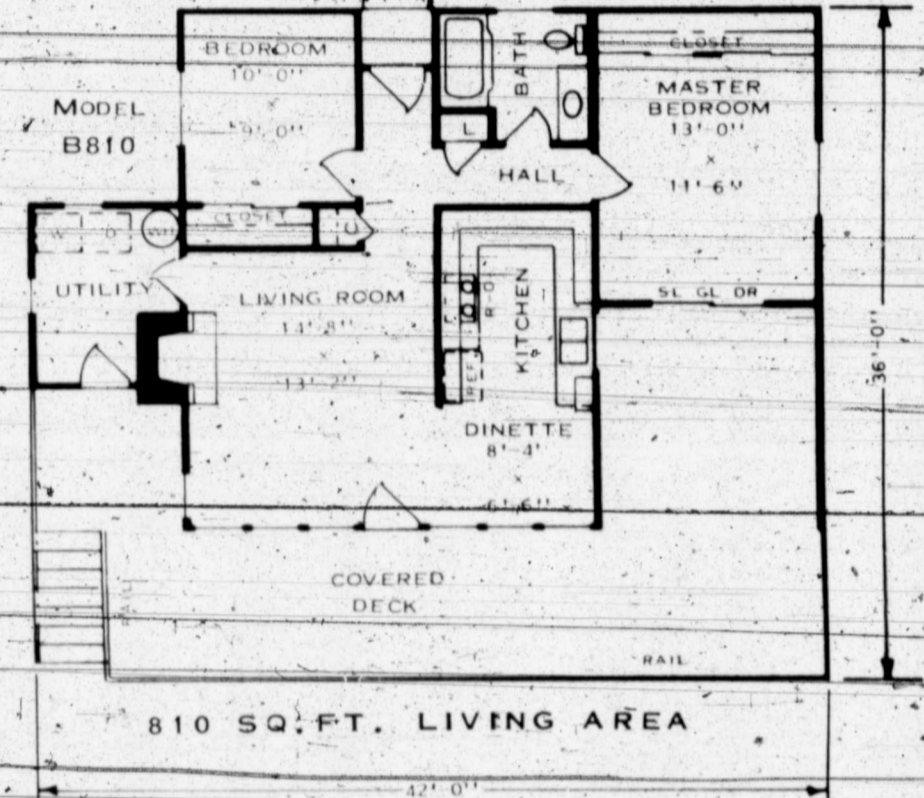 BEDROOM
10'-0"
x
9'-0"
MODEL
B810
BATH
L
HALL
CLOSET
MASTER
BEDROOM
13'-0"
x
11'-6"
CLOSET
C
W
D
WH
UTILITY
LIVING ROOM
14'-8"
x
13'-2"
R-O
KITCHEN
REF
SL GL DR
36'-0"
DINETTE
8'-4'
x
6'-6"
COVERED
DECK
RAIL
RAIL
810 SQ. FT. LIVING AREA
42'-0"